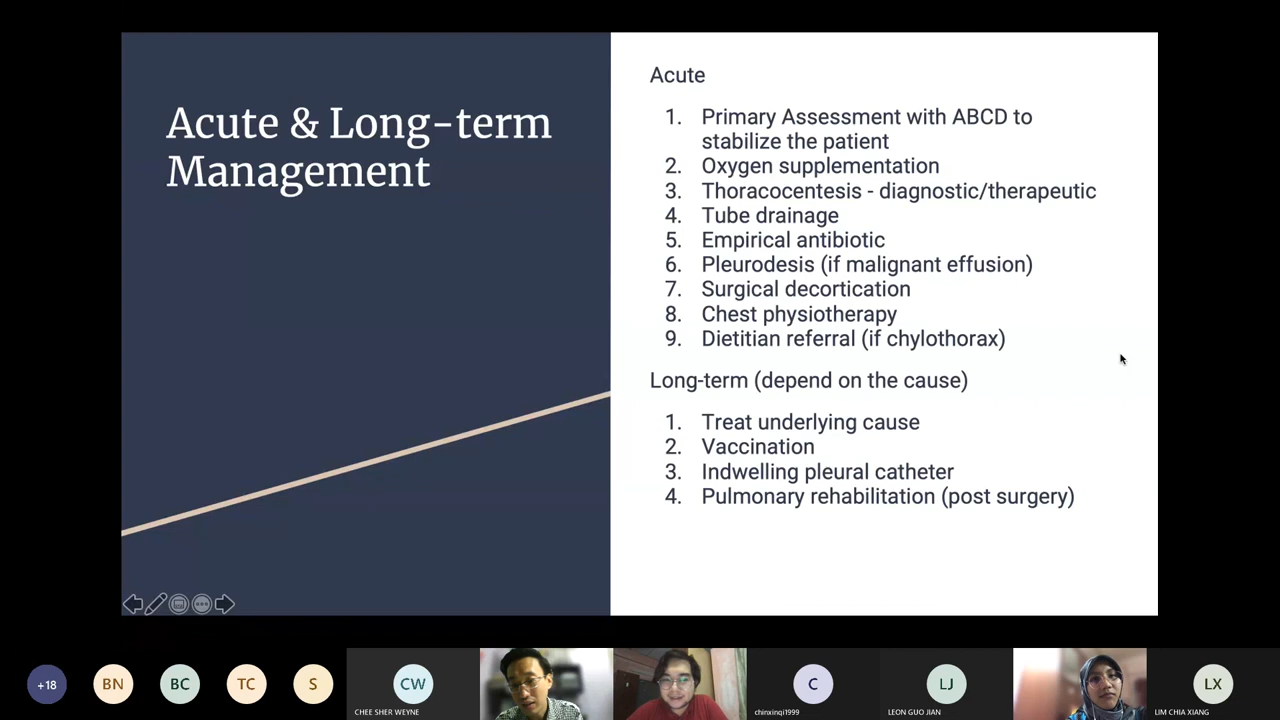 Acute & Long-term
Management
Acute
1. Primary Assessment with ABCD to
stabilize the patient
2. Oxygen supplementation
3. Thoracocentesis - diagnostic/therapeutic
4. Tube drainage
5. Empirical antibiotic
6. Pleurodesis (if malignant effusion)
7. Surgical decortication
8. Chest physiotherapy
9. Dietitian referral (if chylothorax)
Long-term (depend on the cause)
1. Treat underlying cause
2. Vaccination
3. Indwelling pleural catheter
4. Pulmonary rehabilitation (post surgery)
+18
BN
BC
TC
S
CW
CHEE SHER WEYNE
C
chinxinqi1999
LJ
LEON GUO JIAN
LX
LIM CHIA XIANG